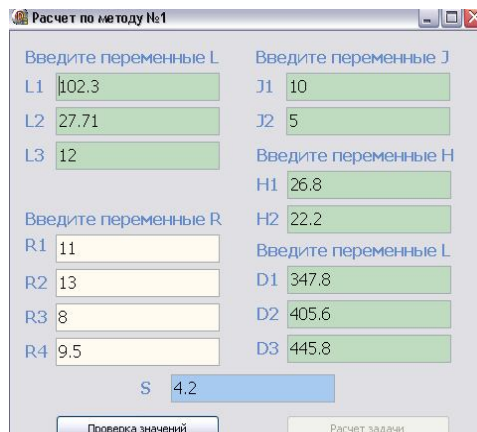 Расчет по методу №1
Введите переменные L
L1 102.3
L2 27.71
L3 12
Введите переменные R
R1 11
R2 13
R3 8
R4 9.5
Введите переменные J
J1 10
J2 5
Введите переменные H
H1 26.8
H2 22.2
Введите переменные L
D1 347.8
D2 405.6
D3 445.8
S 4.2
Проверка значений
Расчет задачи